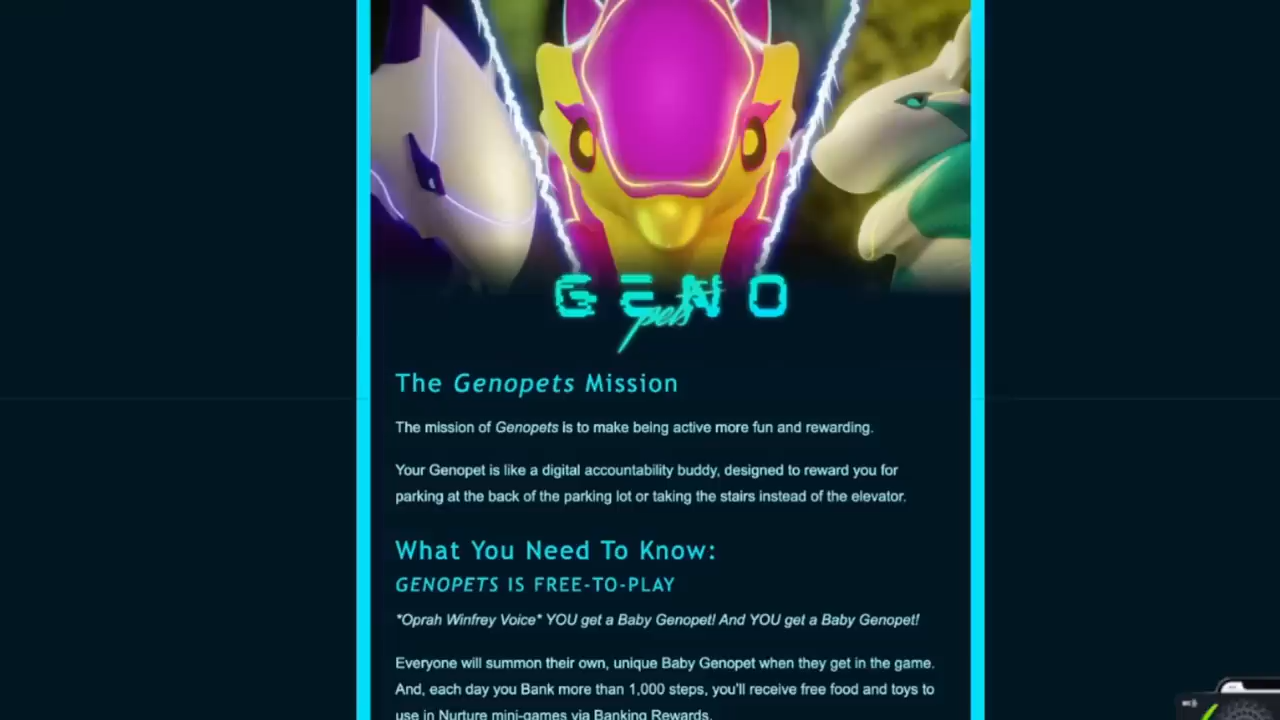 GENO
pets
The Genopets Mission
The mission of Genopets is to make being active more fun and rewarding.
Your Genopet is like a digital accountability buddy, designed to reward you for
parking at the back of the parking lot or taking the stairs instead of the elevator.
What You Need To Know:
GENOPETS IS FREE-TO-PLAY
*Oprah Winfrey Voice* YOU get a Baby Genopet! And YOU get a Baby Genopet!
Everyone will summon their own, unique Baby Genopet when they get in the game.
And, each day you Bank more than 1,000 steps, you'll receive free food and toys to
use in Nurture mini-games via Banking Rewards.